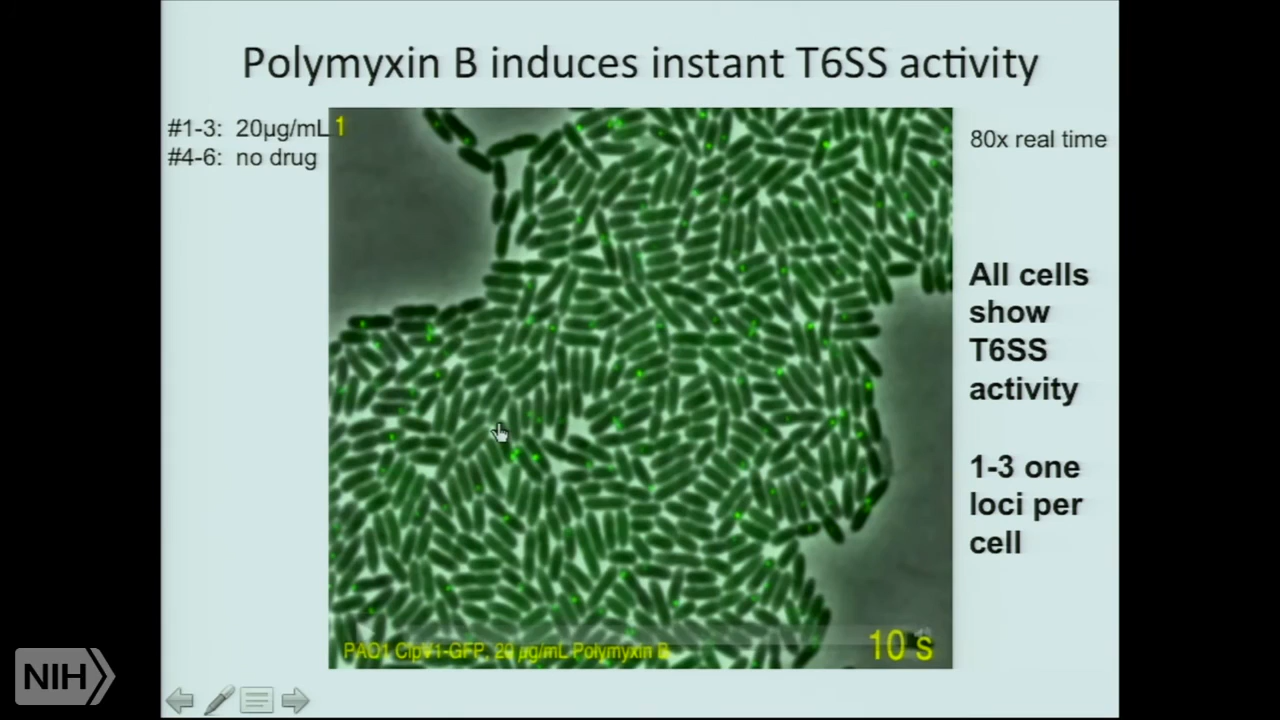 Polymyxin B induces instant T6SS activity
#1-3: 20µg/mL
#4-6: no drug
1
80x real time
All cells
show
T6SS
activity
1-3 one
loci per
cell
PAO1 ClpV1-GFP, 20 µg/mL Polymyxin B
10 s
NIH